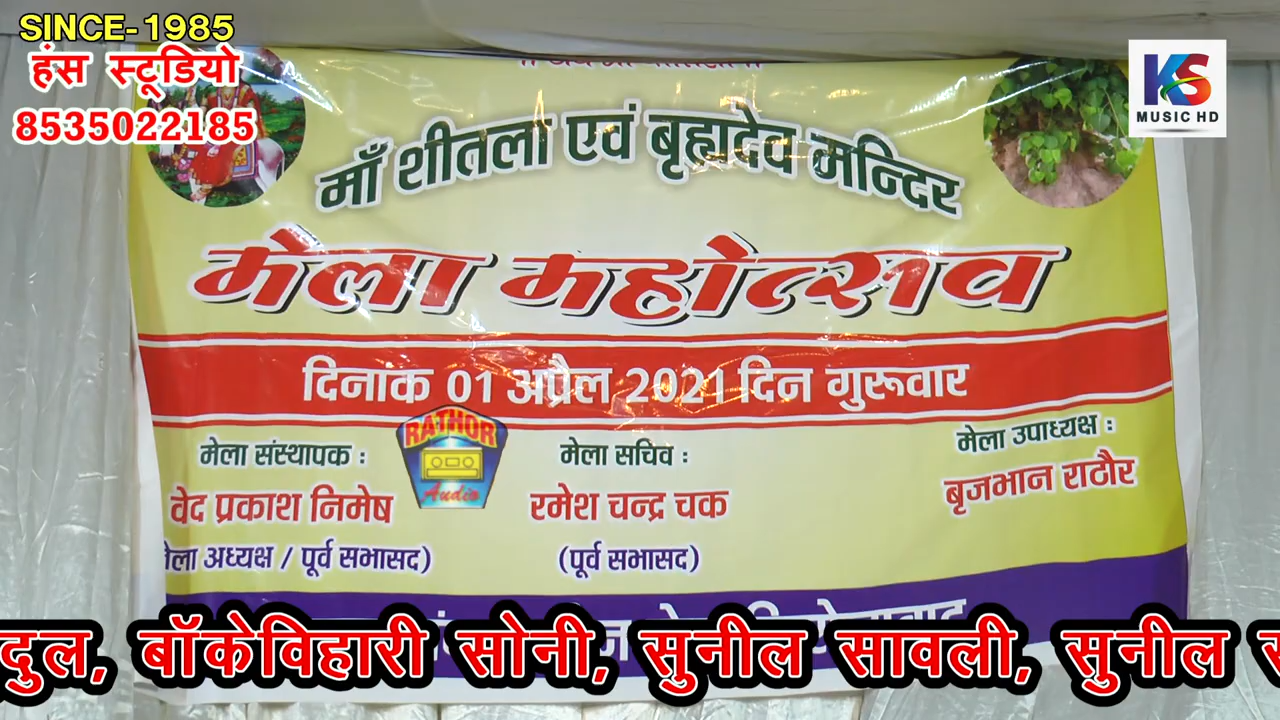 SINCE-1985
हंस स्टूडियो
8535022185
KS
MUSIC HD
माँ शीतला एवं बृह्मदेव मन्दिर
मेला महोत्सव
दिनाक 01 अप्रैल 2021 दिन गुरूवार
RATHOR
Audio
मेला संस्थापक :
वेद प्रकाश निमेष
अध्यक्ष / पूर्व सभासद)
मेला सचिव :
रमेश चन्द्र चक
(पूर्व सभासद)
मेला उपाध्यक्ष :
बृजभान राठौर
दुल, बॉकेविहारी सोनी, सुनील सावली, सुनील